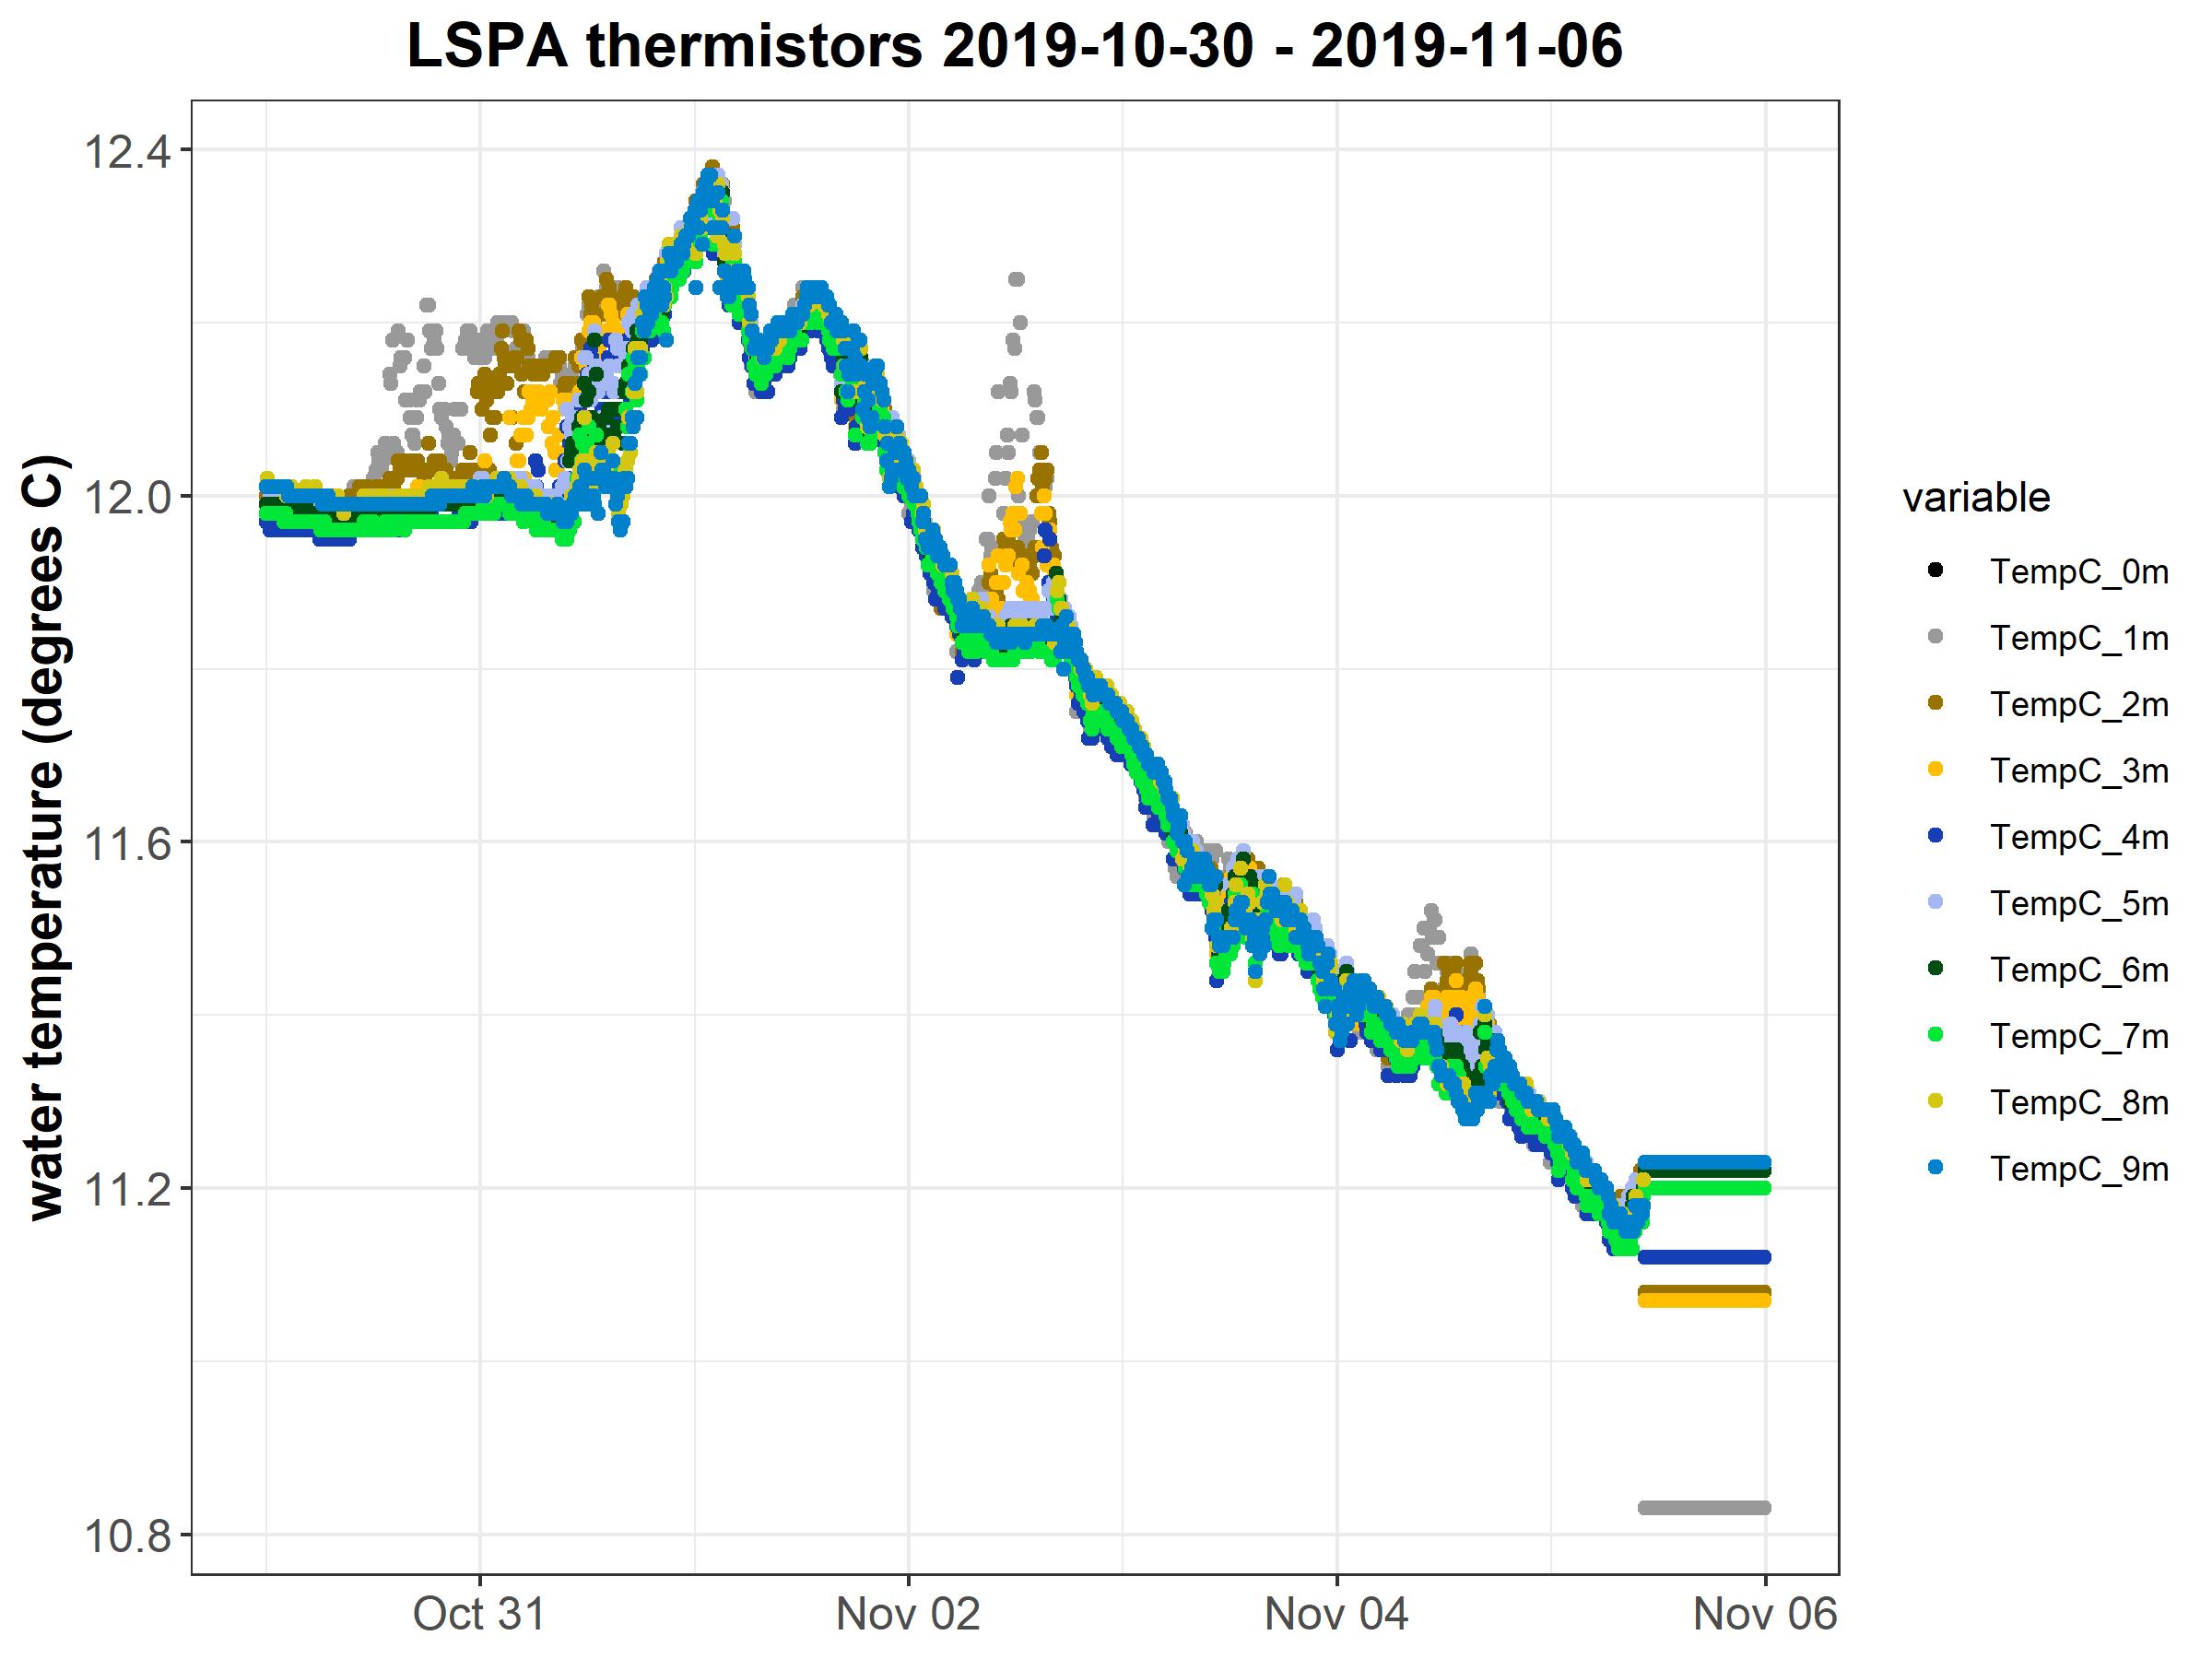 LSPA thermistors 2019-10-30 - 2019-11-06
water temperature (degrees C)
12.4
12.0
11.6
11.2
10.8
Oct 31
Nov 02
Nov 04
Nov 06
variable
TempC_0m
TempC_1m
TempC_2m
TempC_3m
TempC_4m
TempC_5m
TempC_6m
TempC_7m
TempC_8m
TempC_9m